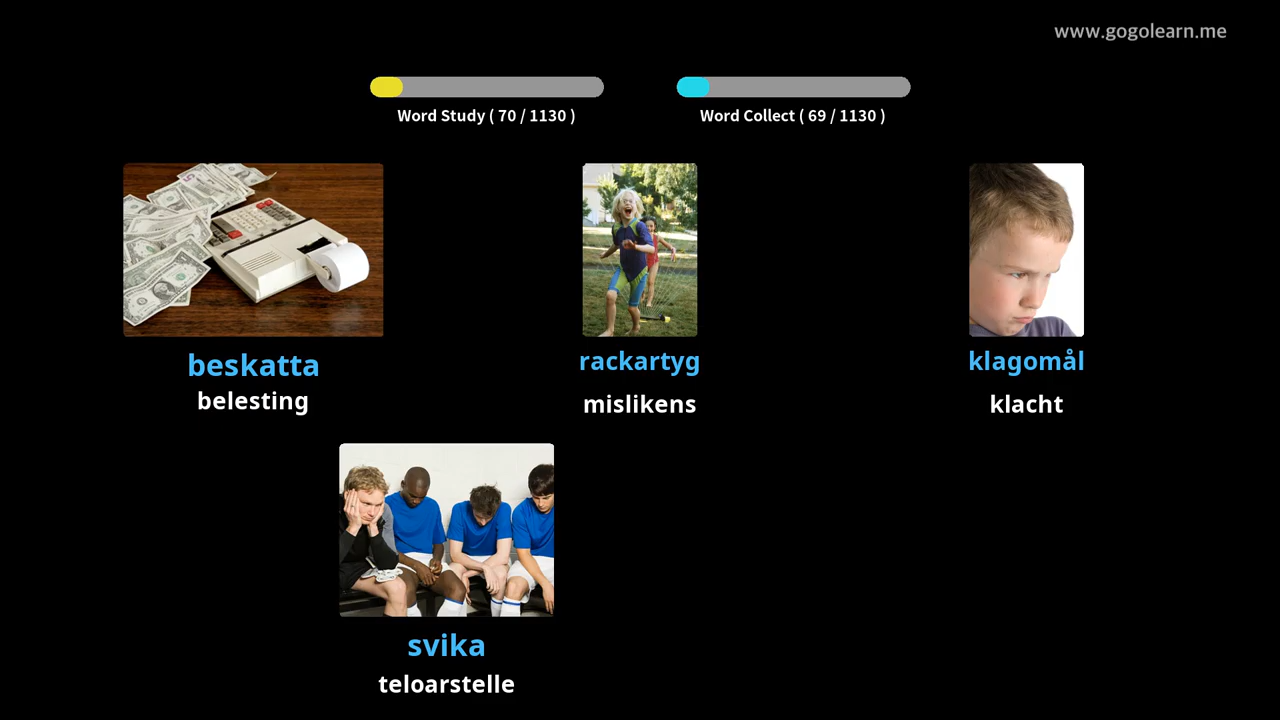 www.gogolearn.me
Word Study ( 70 / 1130 )
Word Collect ( 69 / 1130 )
beskatta
belesting
rackartyg
mislikens
klagomål
klacht
svika
teloarstelle